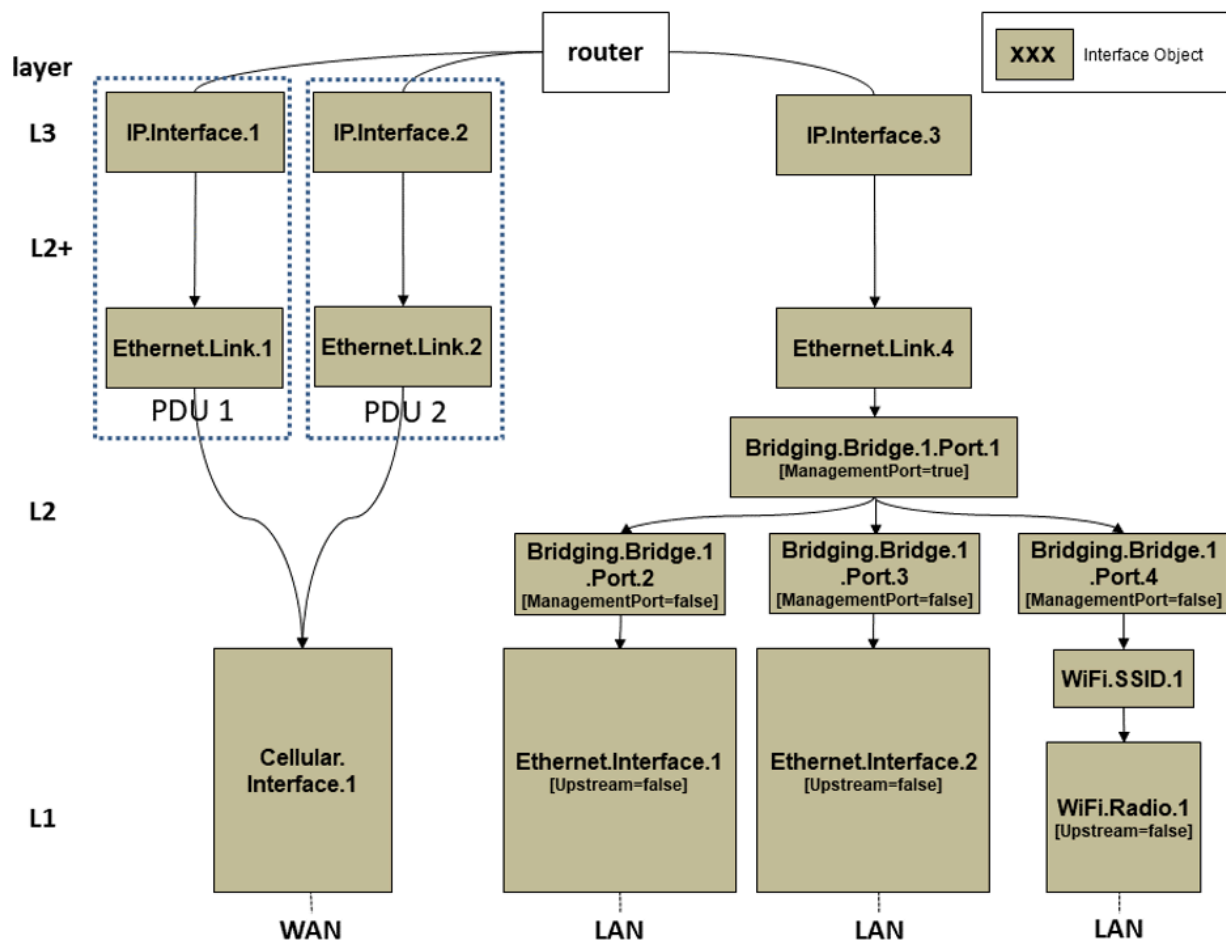 router
XXX
Interface Object
layer
L3
IP.Interface.1
IP.Interface.2
IP.Interface.3
L2+
Ethernet.Link.1
Ethernet.Link.2
Ethernet.Link.4
PDU 1
PDU 2
Bridging.Bridge.1.Port.1
[ManagementPort=true]
L2
Bridging.Bridge.1
.Port.2
[ManagementPort=false]
Bridging.Bridge.1
.Port.3
[ManagementPort=false]
Bridging.Bridge.1
.Port.4
[ManagementPort=false]
WiFi.SSID.1
Cellular.
Interface.1
Ethernet.Interface.1
[Upstream=false]
Ethernet.Interface.2
[Upstream=false]
L1
WiFi.Radio.1
[Upstream=false]
WAN
LAN
LAN
LAN